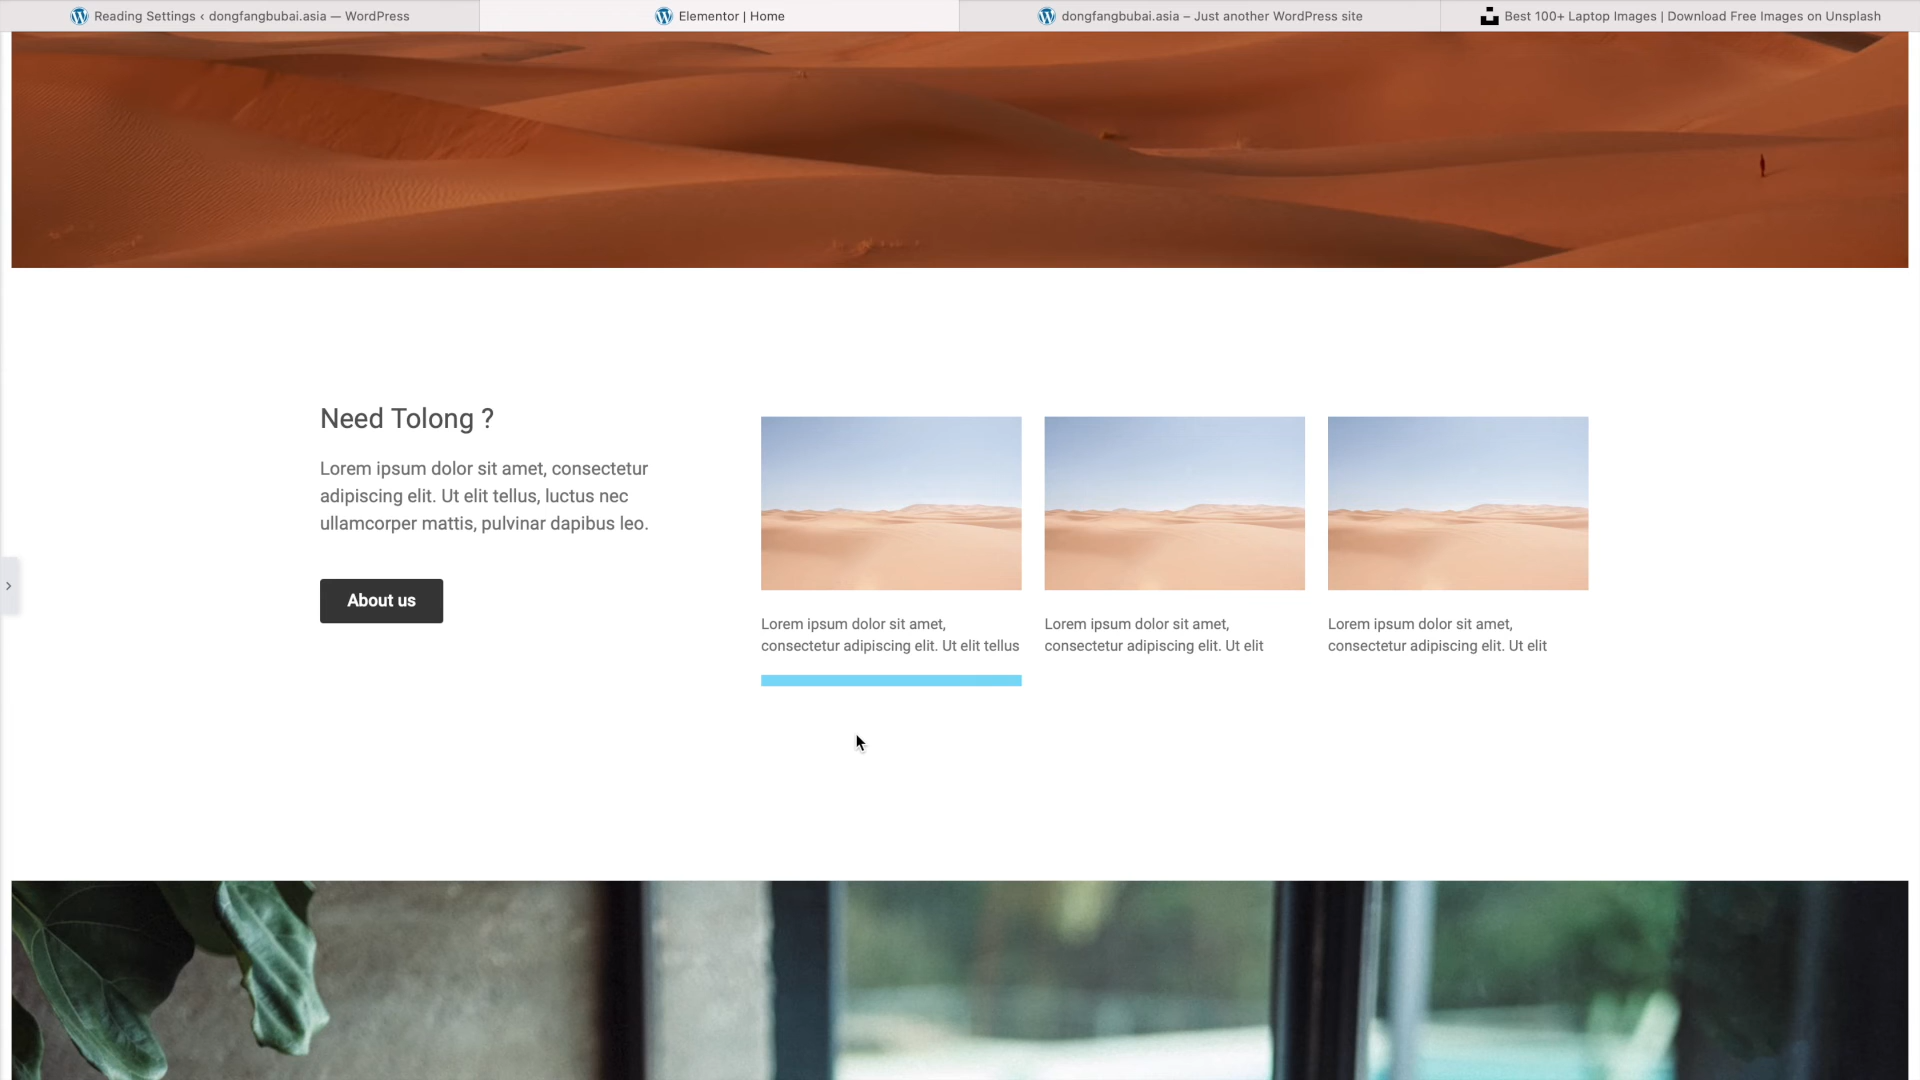 Reading Settings ‹ dongfangbubai.asia — WordPress
Elementor | Home
dongfangbubai.asia – Just another WordPress site
Best 100+ Laptop Images | Download Free Images on Unsplash
Need Tolong ?
Lorem ipsum dolor sit amet, consectetur
adipiscing elit. Ut elit tellus, luctus nec
ullamcorper mattis, pulvinar dapibus leo.
About us
Lorem ipsum dolor sit amet,
consectetur adipiscing elit. Ut elit tellus
Lorem ipsum dolor sit amet,
consectetur adipiscing elit. Ut elit
Lorem ipsum dolor sit amet,
consectetur adipiscing elit. Ut elit